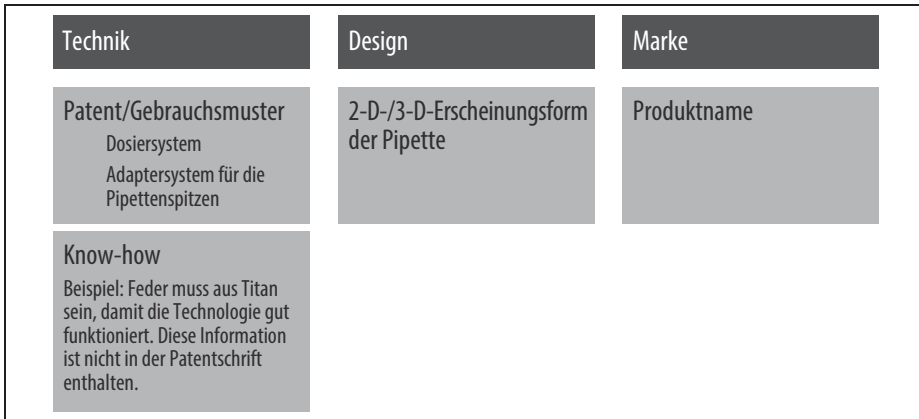 Technik
Patent/Gebrauchsmuster
Dosiersystem
Adaptersystem für die
Pipettenspitzen
Know-how
Beispiel: Feder muss aus Titan
sein, damit die Technologie gut
funktioniert. Diese Information
ist nicht in der Patentschrift
enthalten.
Design
2-D-/3-D-Erscheinungsform
der Pipette
Marke
Produktname